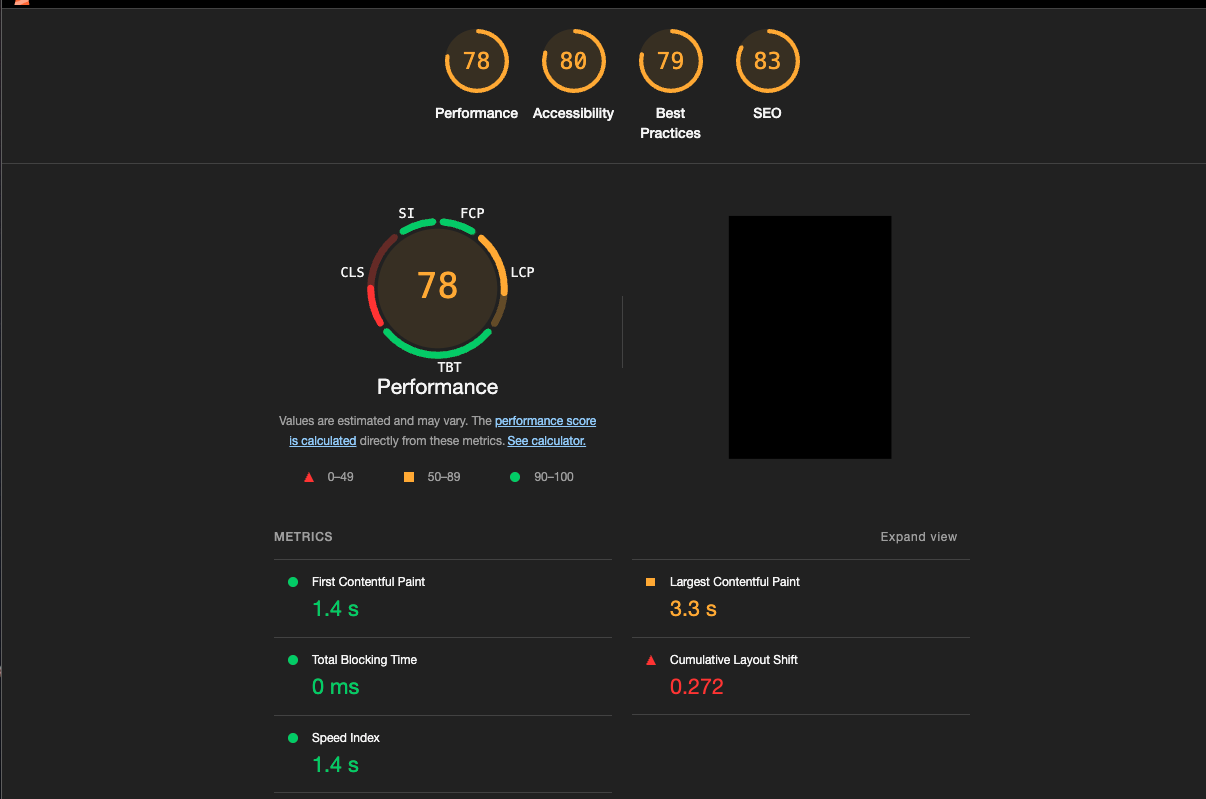 78
80
79
83
Performance
Accessibility
Best
Practices
SEO
SI
FCP
CLS
LCP
78
TBT
Performance
Values are estimated and may vary. The performance score
is calculated directly from these metrics. See calculator.
0–49
50–89
90–100
METRICS
Expand view
First Contentful Paint
1.4 s
Largest Contentful Paint
3.3 s
Total Blocking Time
0 ms
Cumulative Layout Shift
0.272
Speed Index
1.4 s